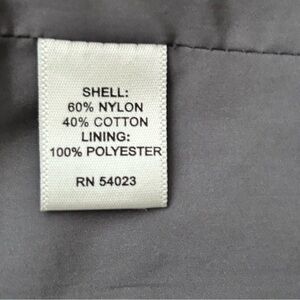 SHELL:
60% NYLON
40% COTTON
LINING:
100% POLYESTER
RN 54023